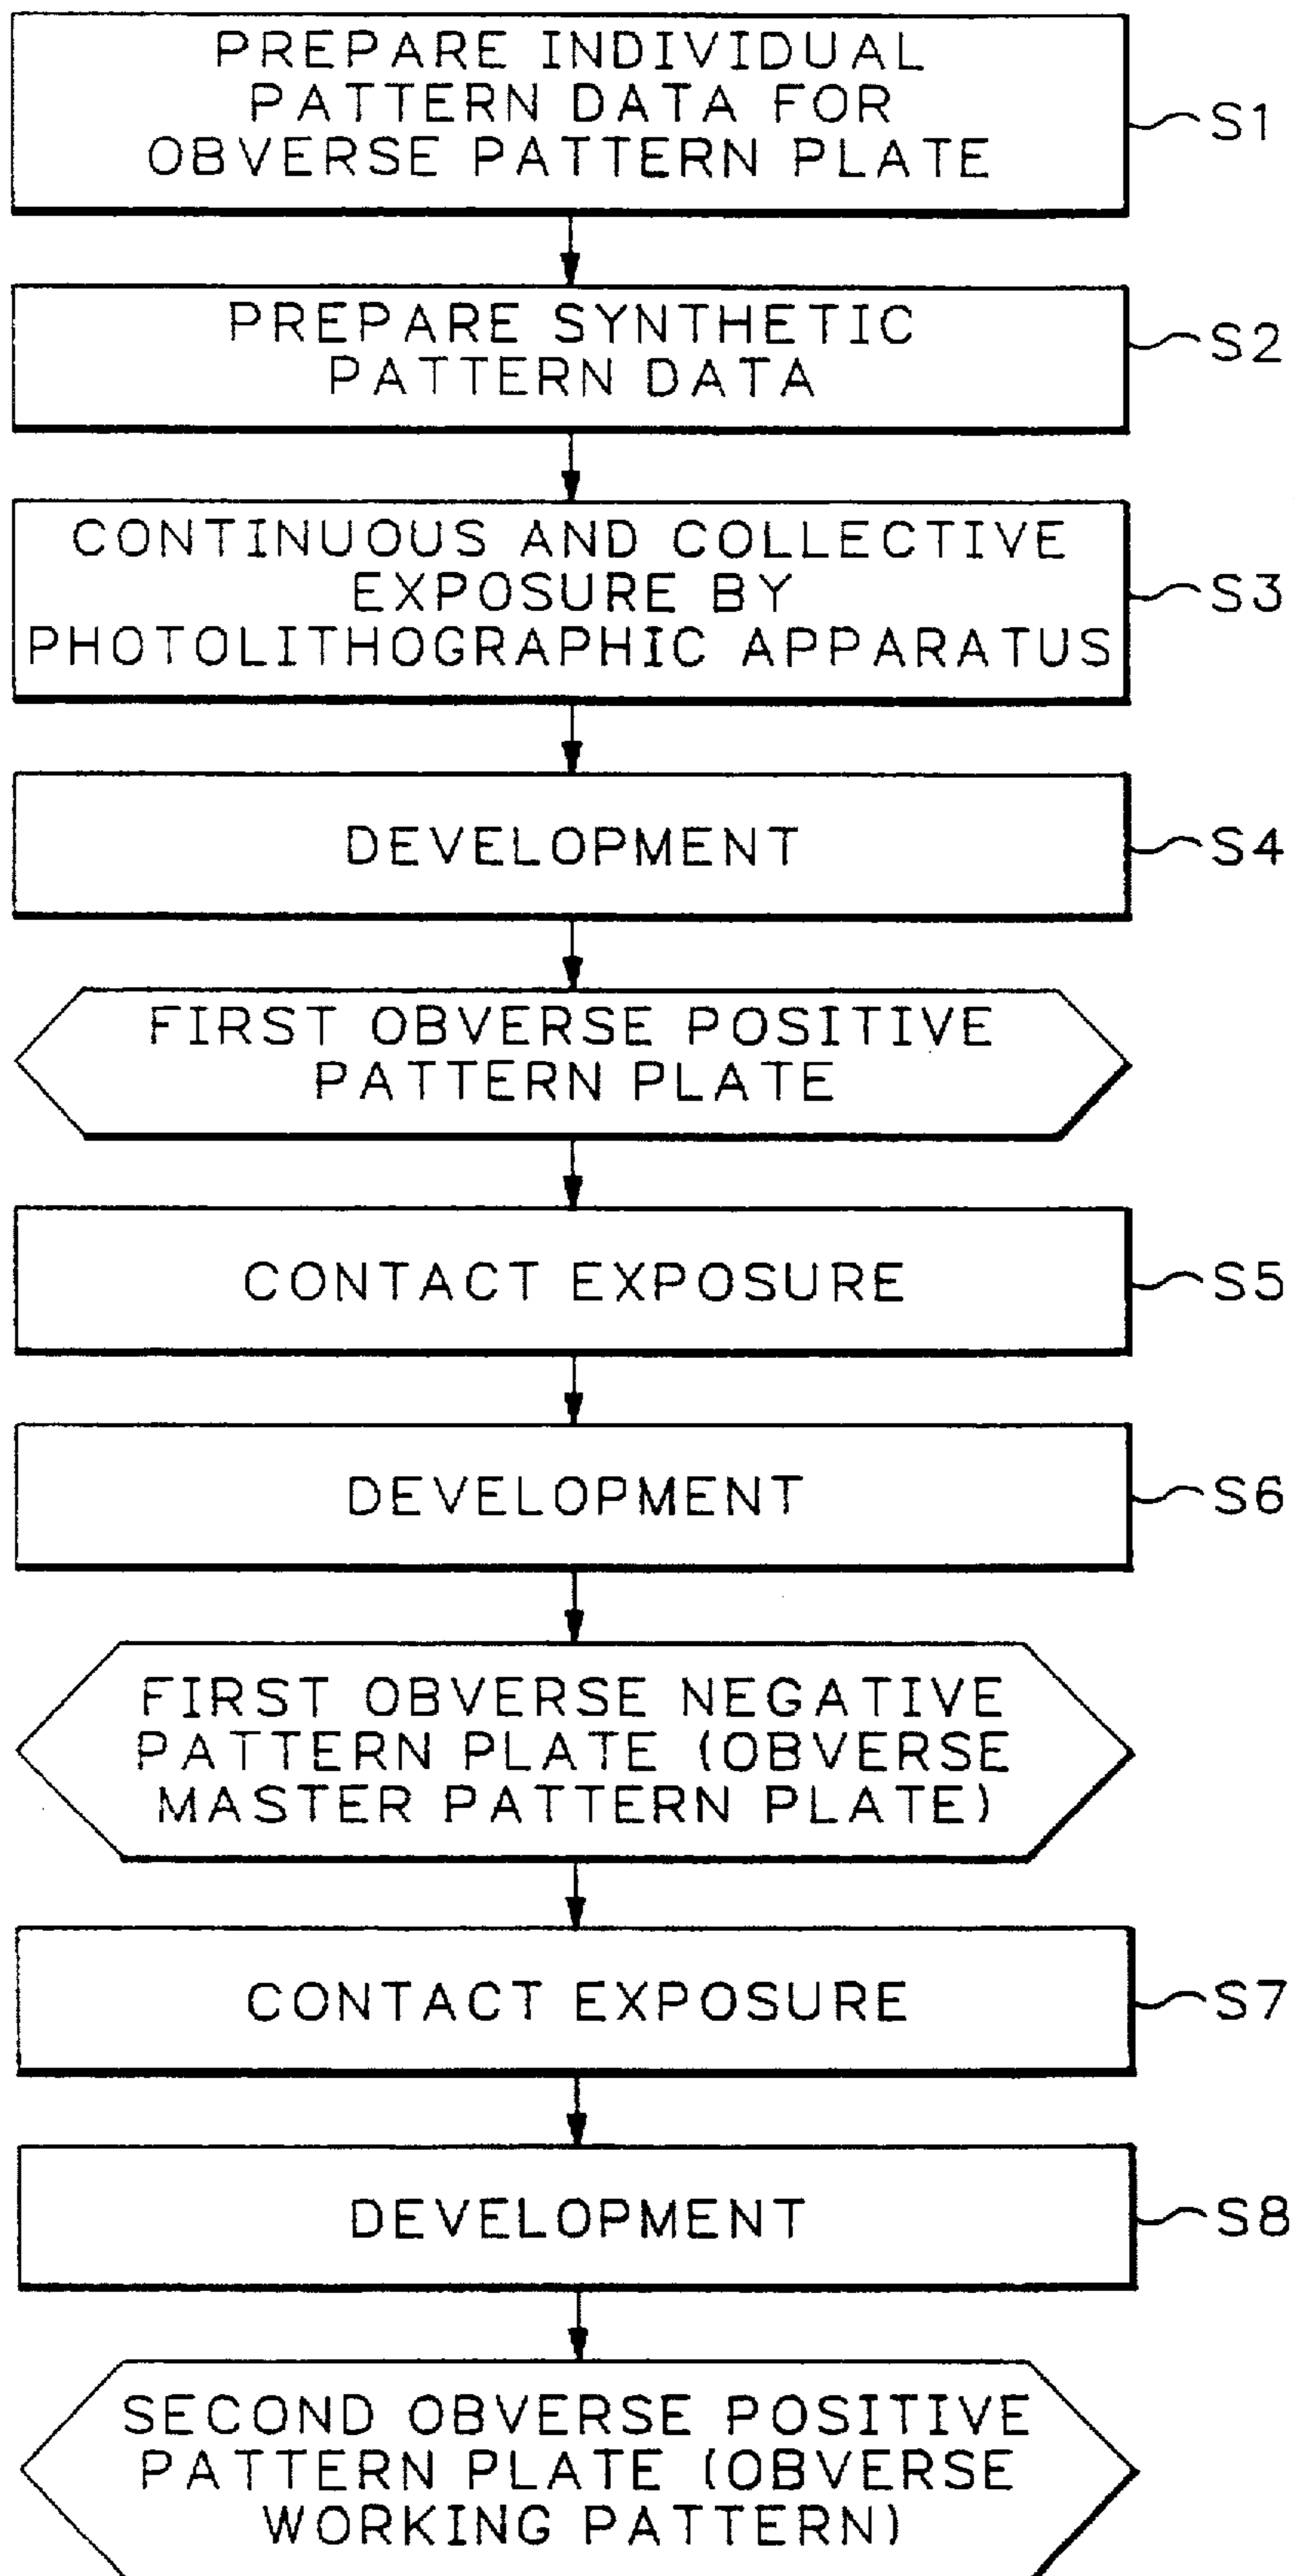 PREPARE INDIVIDUAL
PATTERN DATA FOR
OBVERSE PATTERN PLATE
S1
PREPARE SYNTHETIC
PATTERN DATA
S2
CONTINUOUS AND COLLECTIVE
EXPOSURE BY
PHOTOLITHOGRAPHIC APPARATUS
S3
DEVELOPMENT
S4
FIRST OBVERSE POSITIVE
PATTERN PLATE
CONTACT EXPOSURE
S5
DEVELOPMENT
S6
FIRST OBVERSE NEGATIVE
PATTERN PLATE (OBVERSE
MASTER PATTERN PLATE)
CONTACT EXPOSURE
S7
DEVELOPMENT
S8
SECOND OBVERSE POSITIVE
PATTERN PLATE (OBVERSE
WORKING PATTERN)